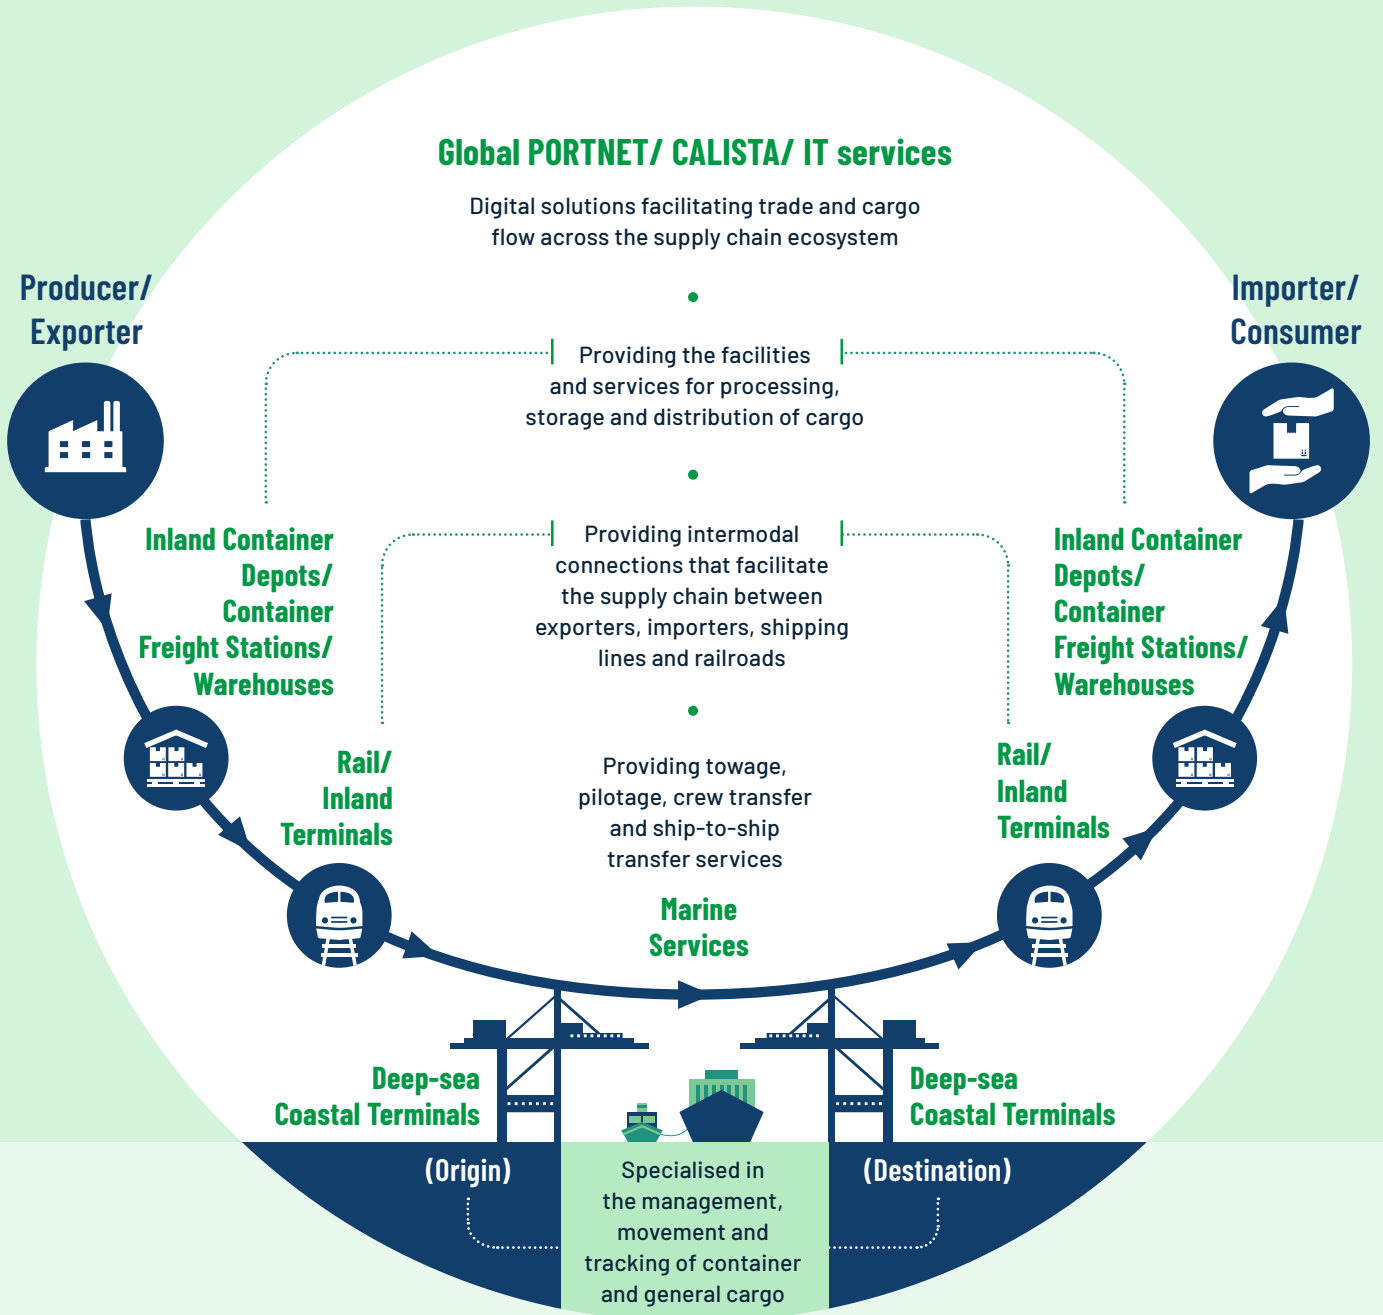 Global PORTNET/ CALISTA/ IT services
Digital solutions facilitating trade and cargo
flow across the supply chain ecosystem
Producer/
Exporter
Importer/
Consumer
Providing the facilities
and services for processing,
storage and distribution of cargo
Inland Container
Depots/
Container
Freight Stations/
Warehouses
Providing intermodal
connections that facilitate
the supply chain between
exporters, importers, shipping
lines and railroads
Inland Container
Depots/
Container
Freight Stations/
Warehouses
Rail/
Inland
Terminals
Providing towage,
pilotage, crew transfer
and ship-to-ship
transfer services
Rail/
Inland
Terminals
Marine
Services
Deep-sea
Coastal Terminals
Deep-sea
Coastal Terminals
(Origin)
(Destination)
Specialised in
the management,
movement and
tracking of container
and general cargo